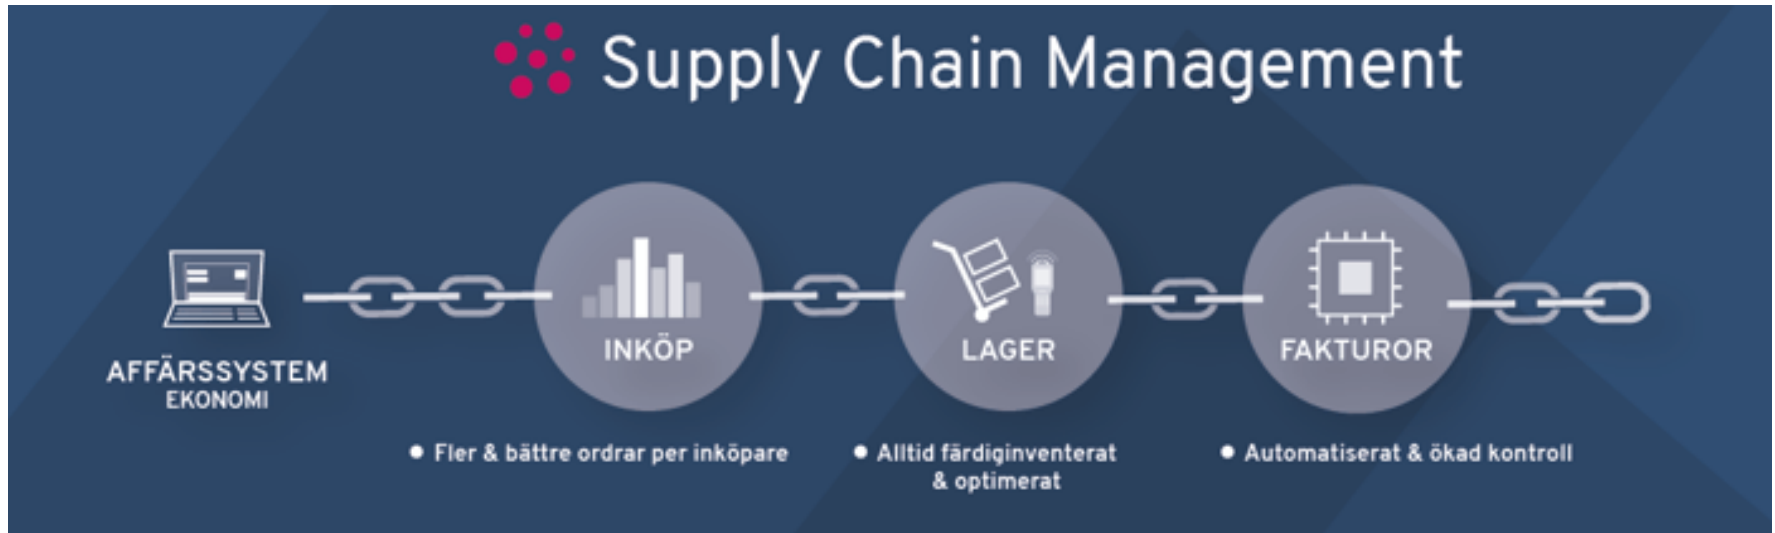 Supply Chain Management
AFFÄRSSYSTEM
EKONOMI
INKÖP
LAGER
FAKTUROR
Fler & bättre ordrar per inköpare
Alltid färdiginventerat
& optimerat
Automatiserat & ökad kontroll